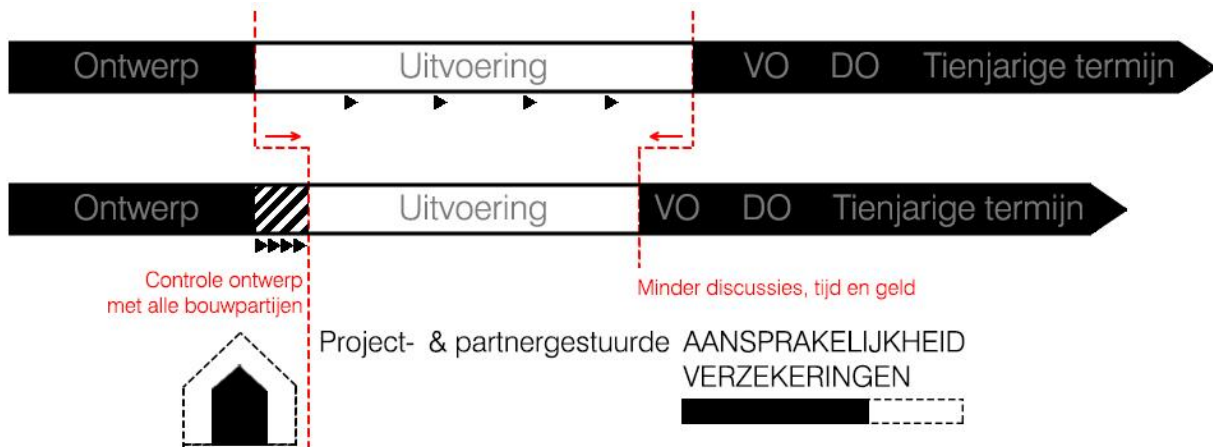 Ontwerp Uitvoering VO DO Tienjarige termijn
Ontwerp Uitvoering VO DO Tienjarige termijn
Controle ontwerp
met alle bouwpartijen
Minder discussies, tijd en geld
Project- & partnergestuurde AANSPRAKELIJKHEID
VERZEKERINGEN